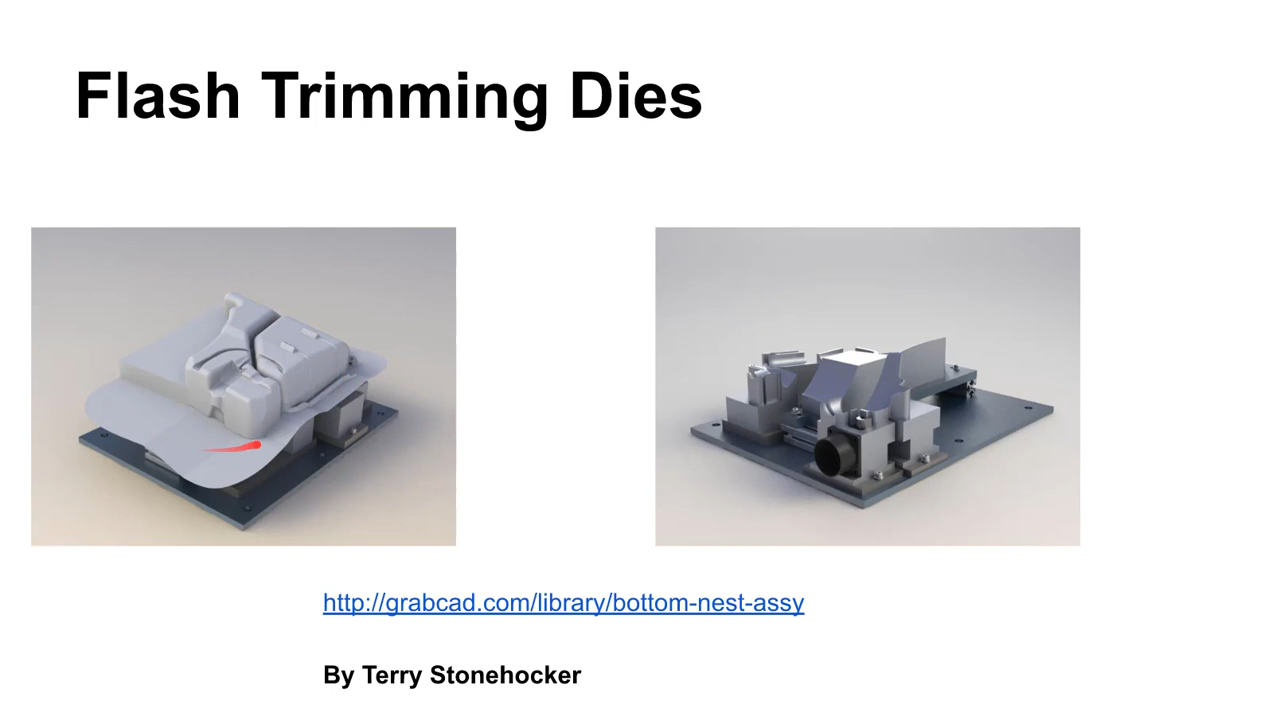 Flash Trimming Dies
http://grabcad.com/library/bottom-nest-assy
By Terry Stonehocker